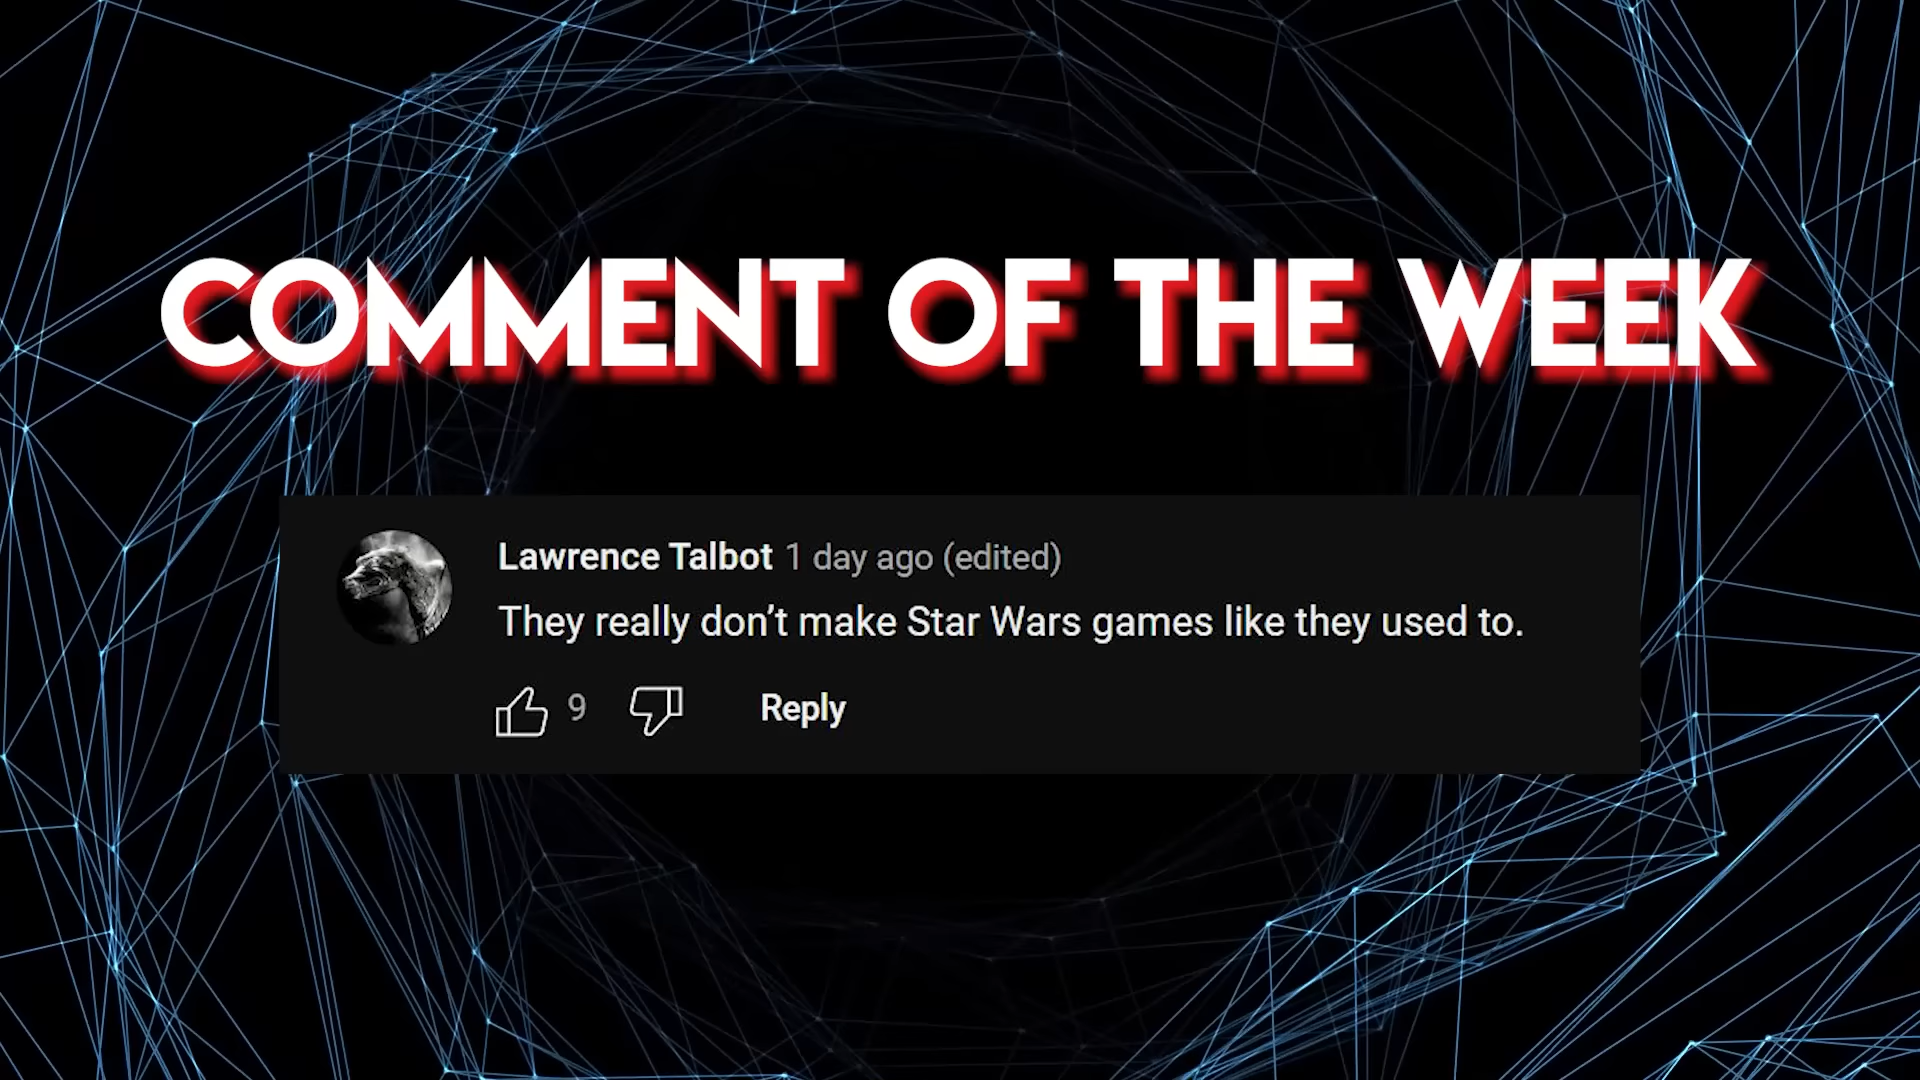 COMMENT OF THE WEEK
Lawrence Talbot 1 day ago (edited)
They really don’t make Star Wars games like they used to.
9 Reply